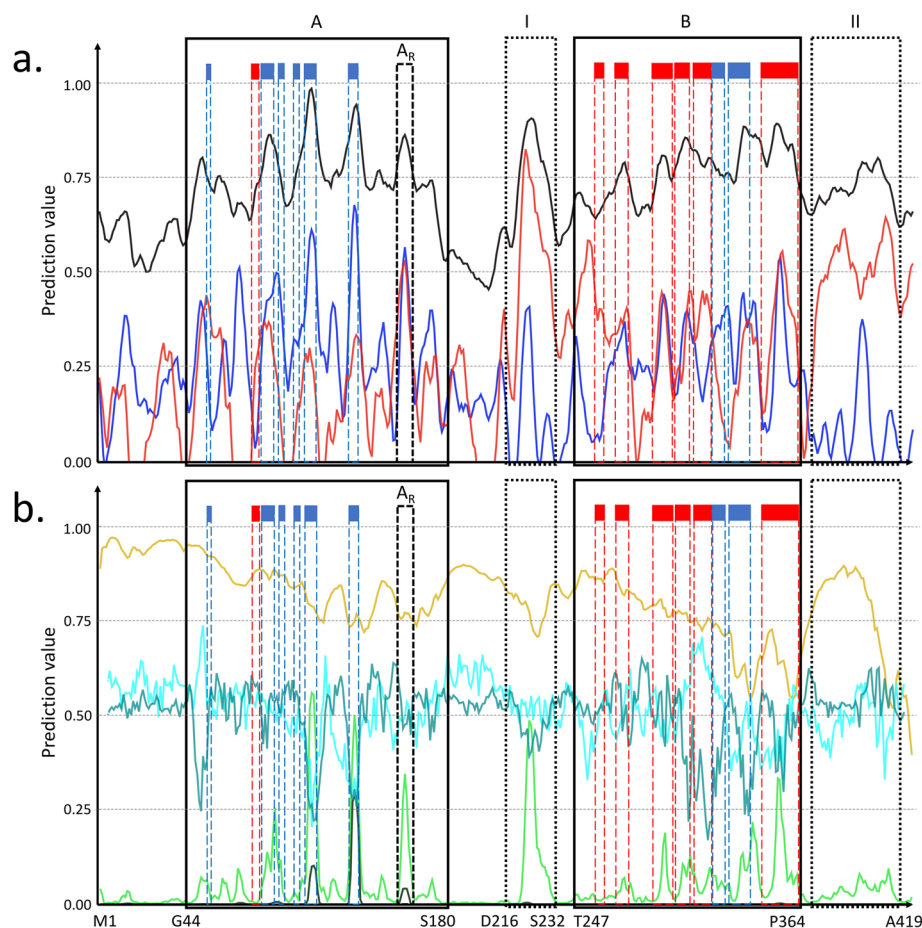 A I B II
a.
A_R
1.00
0.75
0.50
0.25
0.00
Prediction value
b.
A_R
1.00
0.75
0.50
0.25
0.00
Prediction value
M1 G44 S180 D216 S232 T247 P364 A419